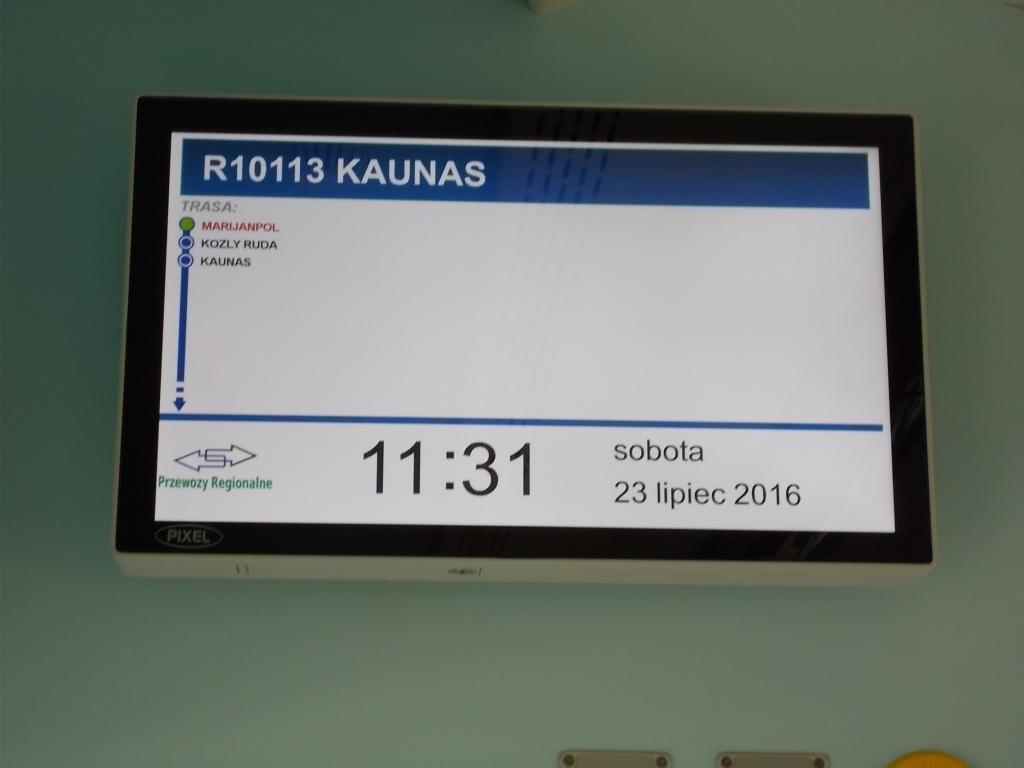 R10113 KAUNAS
TRASA:
MARIJANPOL
KOZLY RUDA
KAUNAS
Przewozy Regionalne
11:31
sobota
23 lipiec 2016
PIXEL